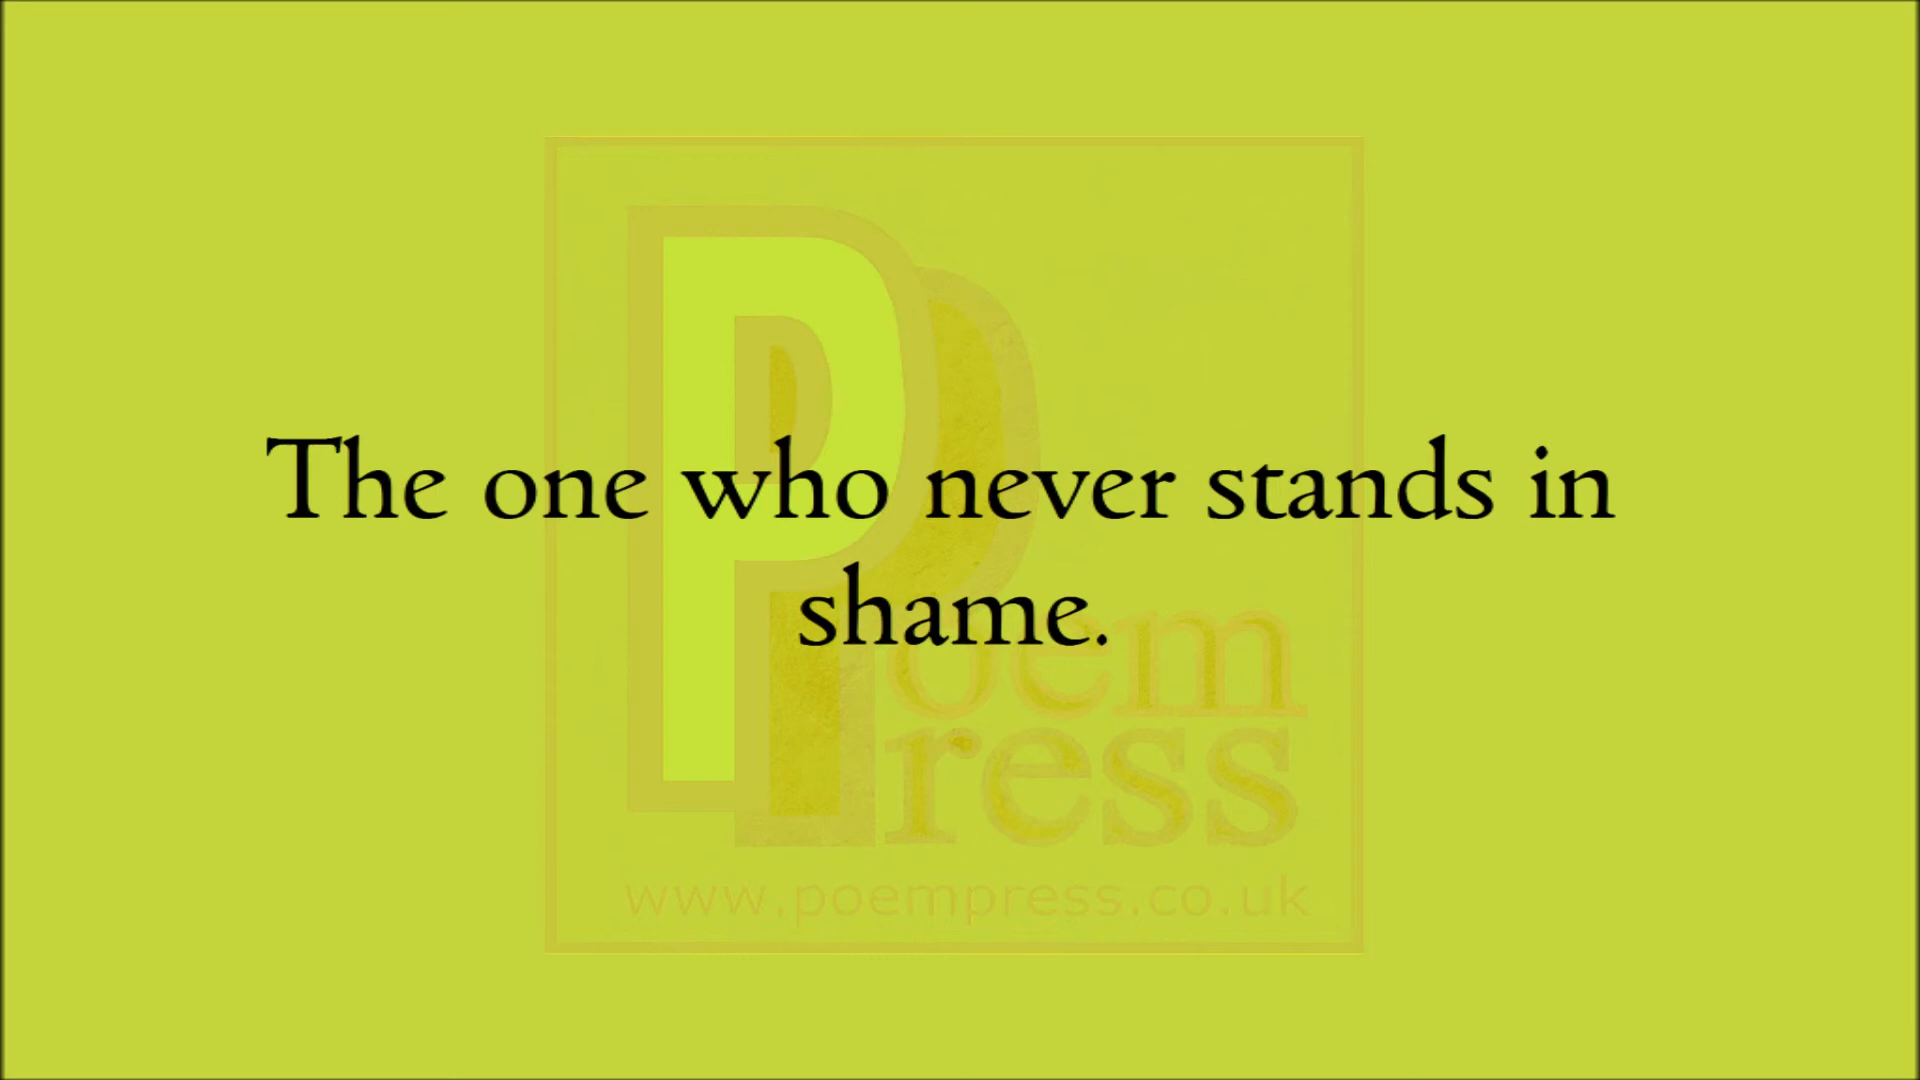 The one who never stands in
shame.
Poem
Press
www.poempress.co.uk